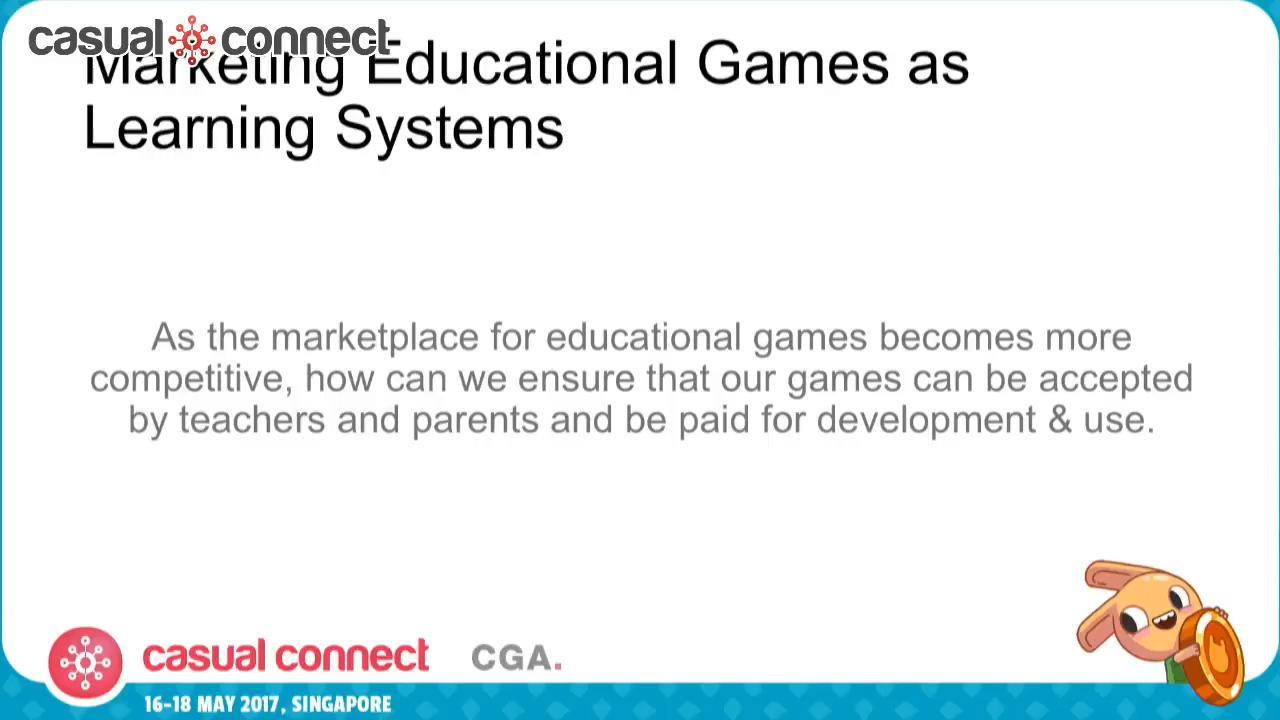 casual connect
Marketing Educational Games as
Learning Systems
As the marketplace for educational games becomes more
competitive, how can we ensure that our games can be accepted
by teachers and parents and be paid for development & use.
casual connect CGA.
16-18 MAY 2017, SINGAPORE